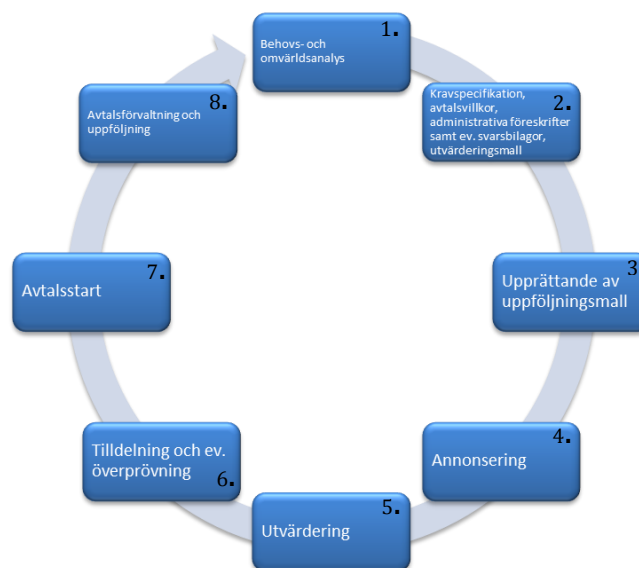 1.
Behovs- och
omvärldsanalys
2.
Kravspecifikation,
avtalsvillkor,
administrativa föreskrifter
samt ev. svarsbilagor,
utvärderingsmall
3
Upprättande av
uppföljningsmall
4.
Annonsering
5.
Utvärdering
Tilldelning och ev.
överprövning
6.
7.
Avtalsstart
8.
Avtalsförvaltning och
uppföljning